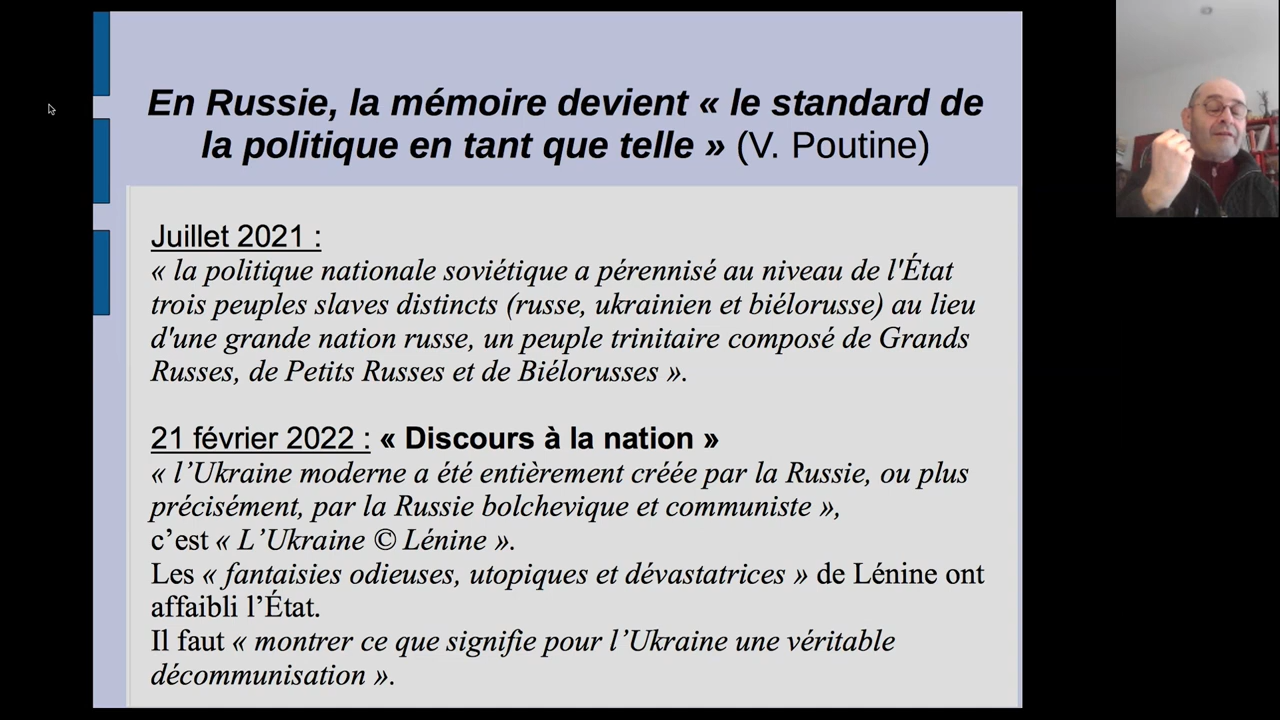 En Russie, la mémoire devient « le standard de
la politique en tant que telle » (V. Poutine)
Juillet 2021 :
« la politique nationale soviétique a pérennisé au niveau de l'État
trois peuples slaves distincts (russe, ukrainien et biélorusse) au lieu
d'une grande nation russe, un peuple trinitaire composé de Grands
Russes, de Petits Russes et de Biélorusses ».
21 février 2022 : « Discours à la nation »
« l’Ukraine moderne a été entièrement créée par la Russie, ou plus
précisément, par la Russie bolchevique et communiste »,
c’est « L’Ukraine © Lénine ».
Les « fantaisies odieuses, utopiques et dévastatrices » de Lénine ont
affaibli l’État.
Il faut « montrer ce que signifie pour l’Ukraine une véritable
décommunisation ».